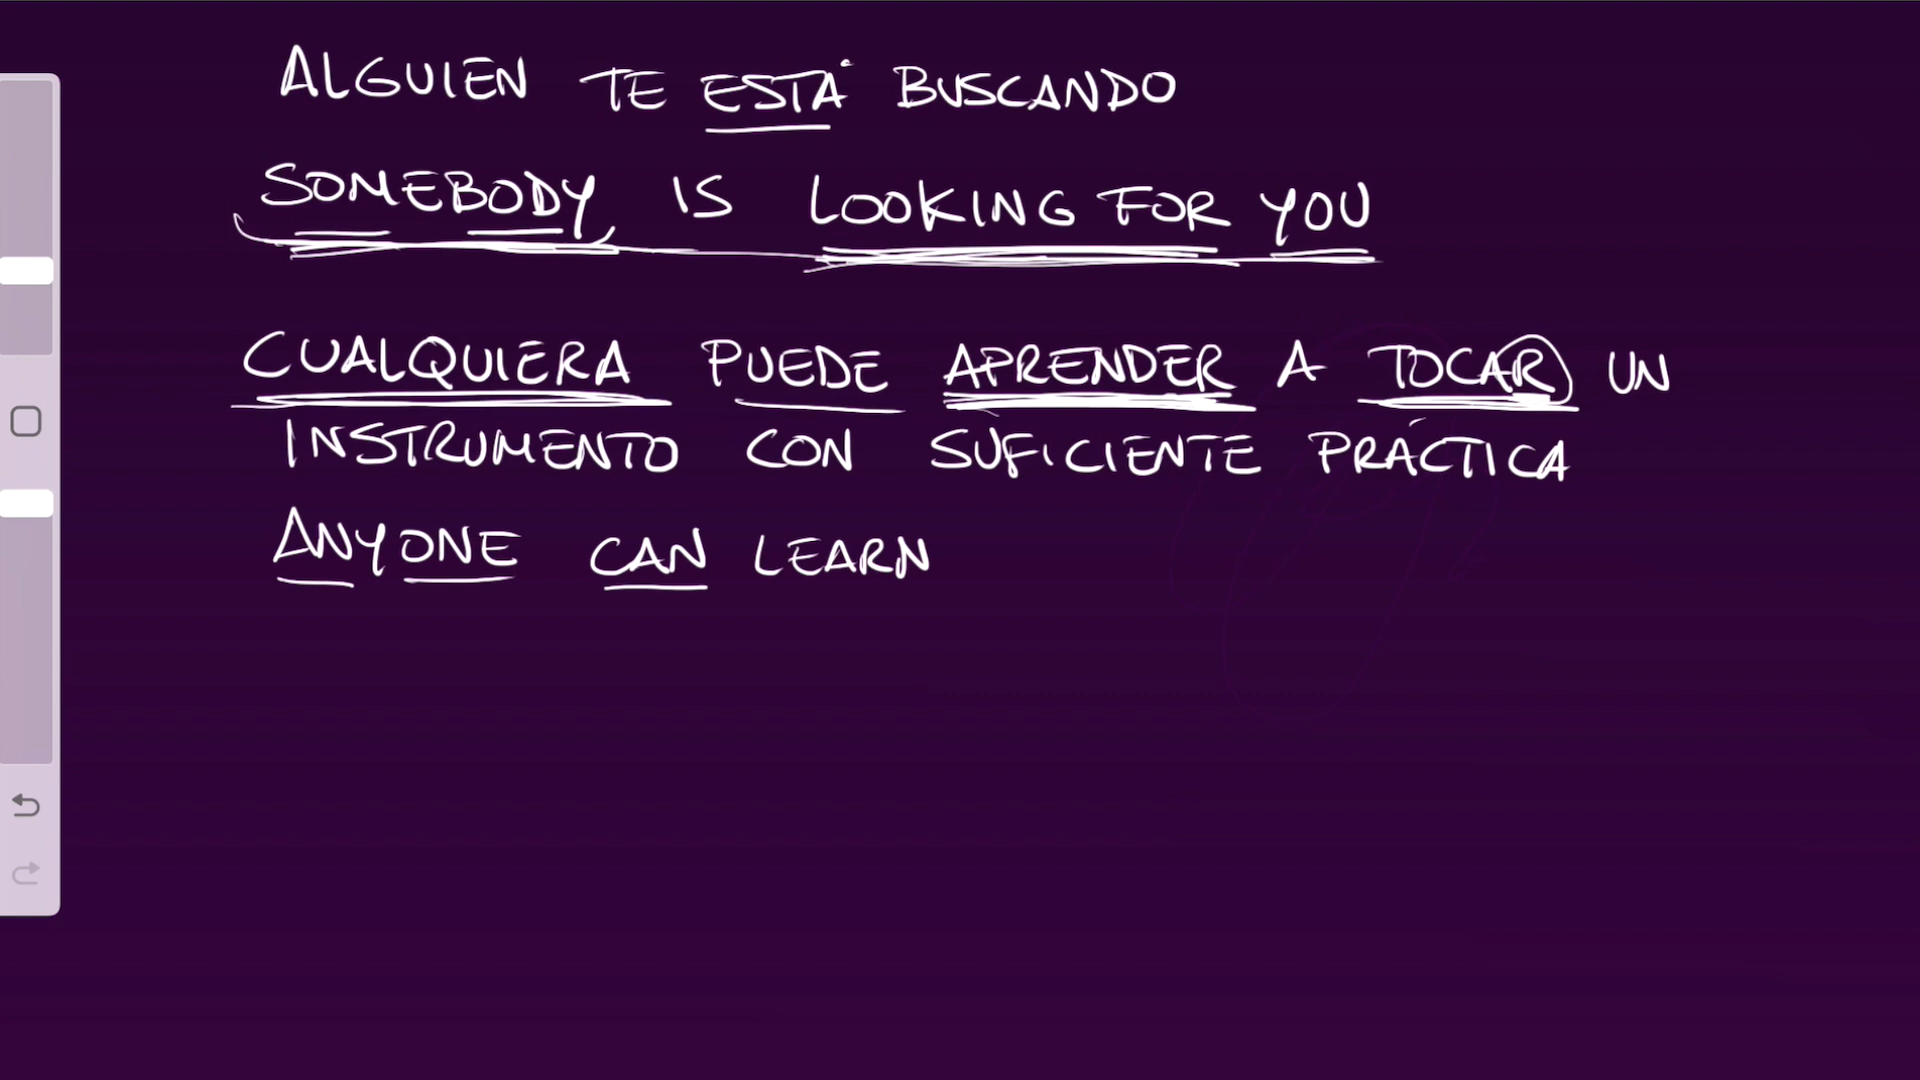 ALGUIEN TE ESTÁ BUSCANDO
SOMEBODY IS LOOKING FOR YOU
CUALQUIERA PUEDE APRENDER A TOCAR UN
INSTRUMENTO CON SUFICIENTE PRÁCTICA
ANYONE CAN LEARN